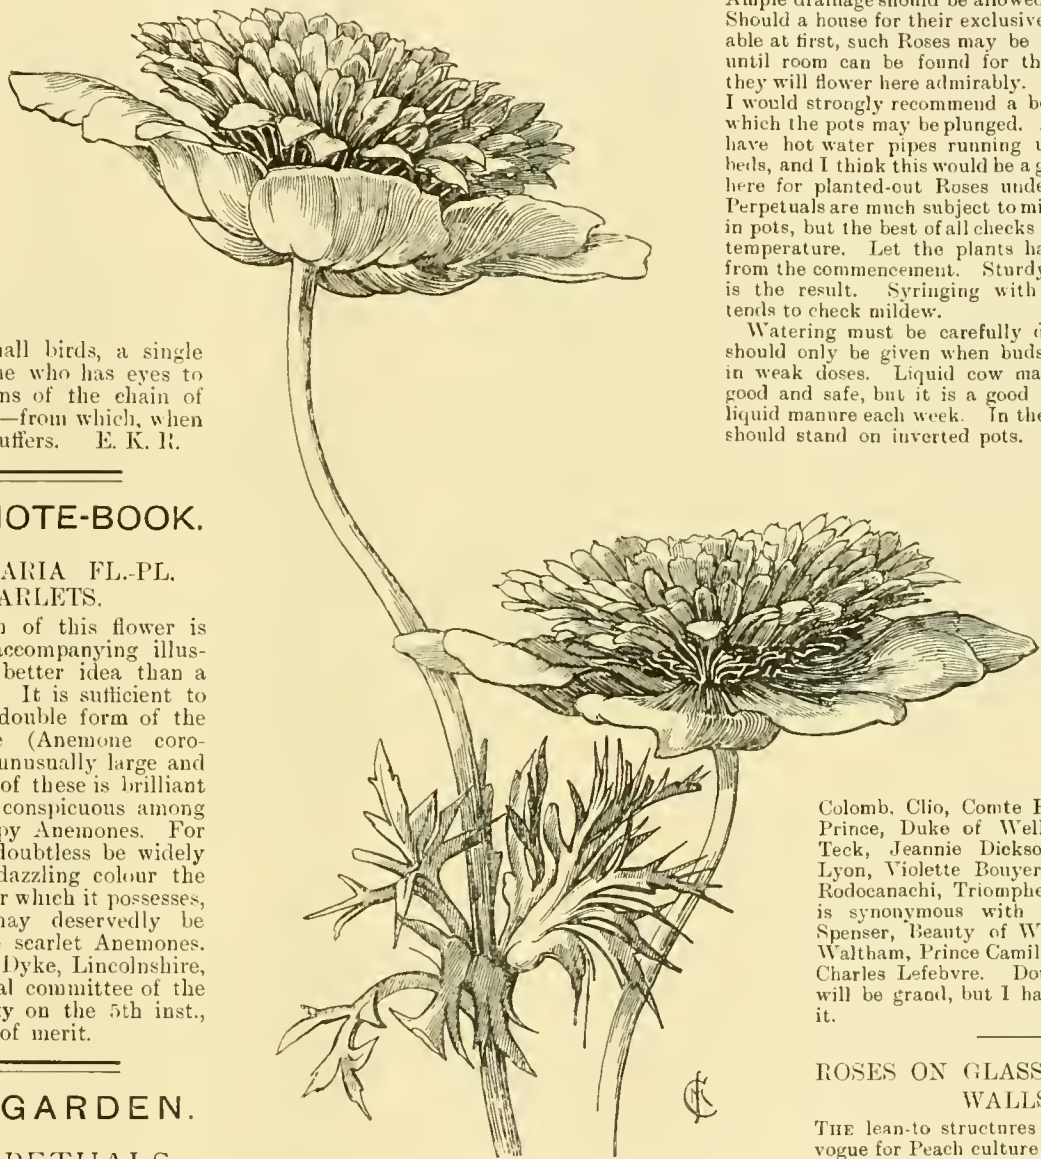 all birds, a single
e who has eyes to
ns of the chain of
—from which, when
uffers. E. K. R.
NOTE-BOOK.
ARIA FL.-PL.
ARLETS.
n of this flower is
accompanying illus-
better idea than a
It is sufficient to
double form of the
e (Anemone coro-
unusually large and
of these is brilliant
conspicuous among
py Anemones. For
doubtless be widely
dazzling colour the
r which it possesses,
may deservedly be
scarlet Anemones.
Dyke, Lincolnshire,
al committee of the
y on the 5th inst.,
of merit.
GARDEN.
Ample drainage should be allowed
Should a house for their exclusive
able at first, such Roses may be
until room can be found for th
they will flower here admirably.
I would strongly recommend a b
which the pots may be plunged.
have hot water pipes running u
beds, and I think this would be a g
here for planted-out Roses unde
Perpetuals are much subject to mi
in pots, but the best of all checks
temperature. Let the plants ha
from the commencement. Sturdy
is the result. Syringing with
tends to check mildew.
Watering must be carefully
should only be given when buds
in weak doses. Liquid cow ma
good and safe, but it is a good
liquid manure each week. In the
should stand on inverted pots.
Colomb, Clio, Comte
Prince, Duke of Well
Teck, Jeannie Dickso
Lyon, Violette Bouyer
Rodocanachi, Triomphe
is synonymous with
Spenser, Beauty of W
Waltham, Prince Camil
Charles Lefebvre. Do
will be grand, but I ha
it.
ROSES ON GLASS
WALLS
THE lean-to structures
vogue for Peach culture